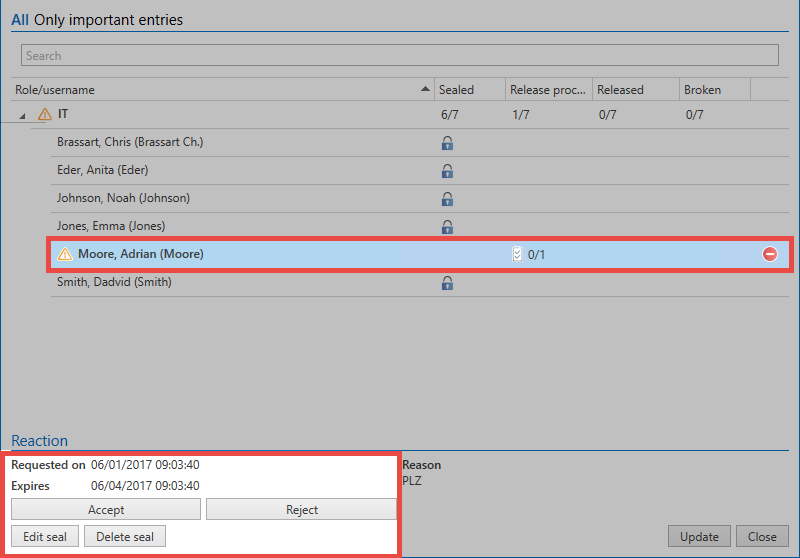 All Only important entries
Search
Role/username Sealed Release proc... Released Broken
IT 6/7 1/7 0/7 0/7
Brassart, Chris (Brassart Ch.)
Eder, Anita (Eder)
Johnson, Noah (Johnson)
Jones, Emma (Jones)
Moore, Adrian (Moore) 0/1
Smith, Dadvid (Smith)
Reaction
Requested on 06/01/2017 09:03:40
Expires 06/04/2017 09:03:40
Accept Reject
Edit seal Delete seal
Reason
PLZ
Update Close